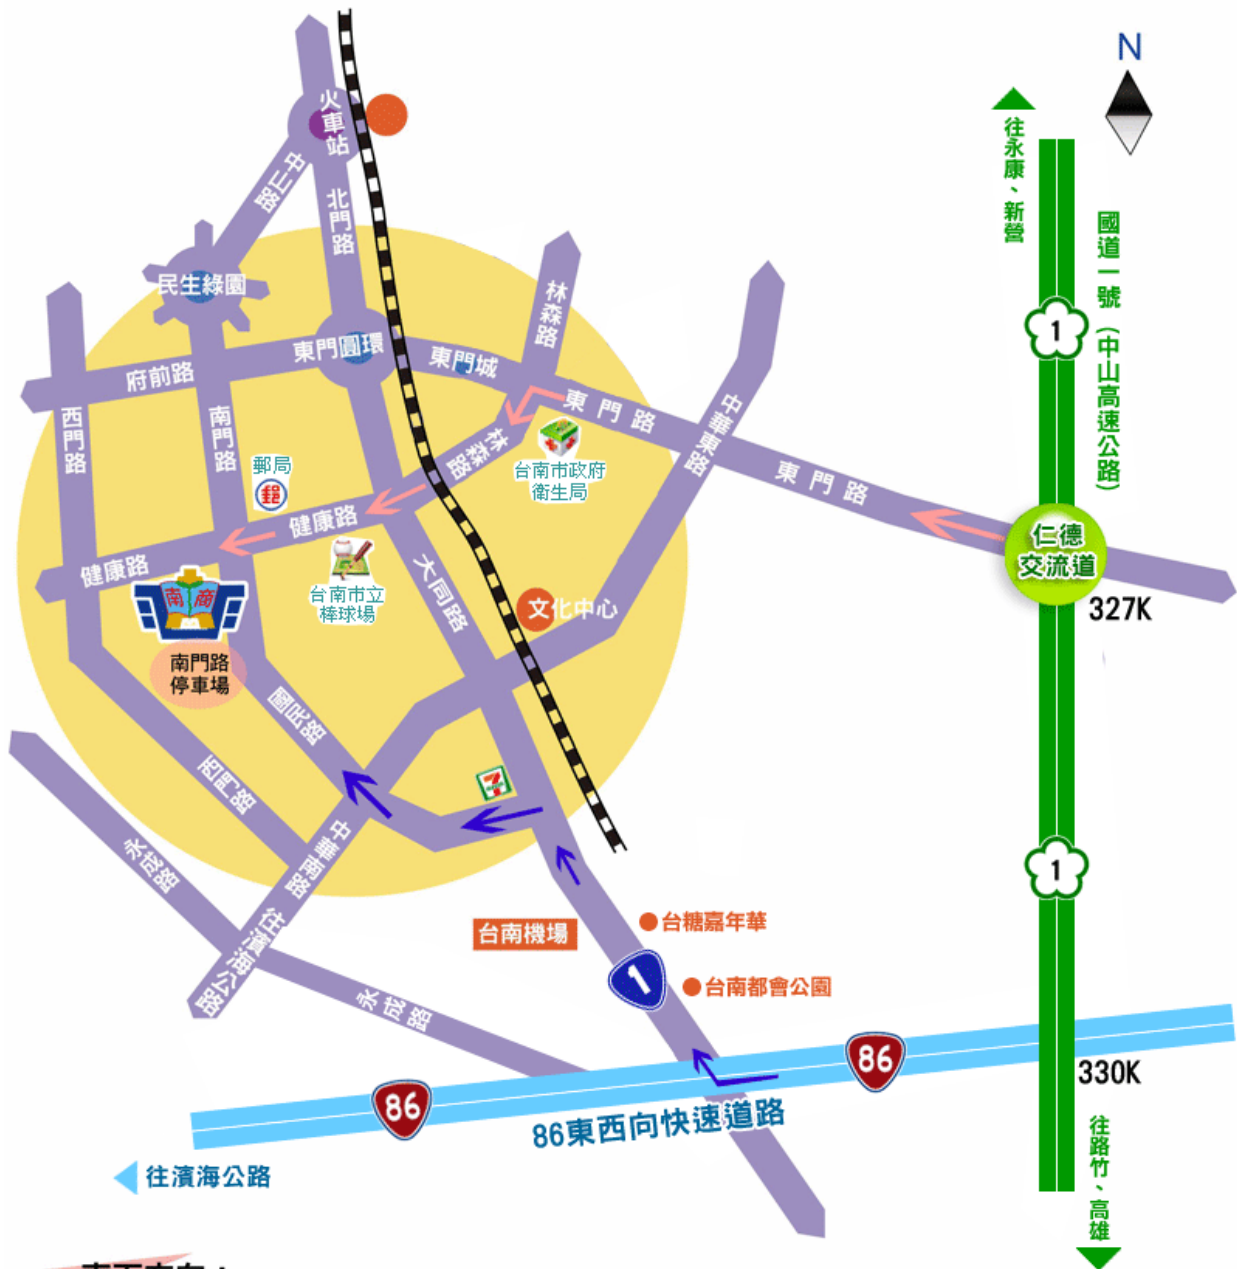 N
往永康、新營
國道一號（中山高速公路）
1
火車站
中山路
北門路
民生綠園
林森路
東門圓環
東門城
府前路
東門路
中華東路
西門路
南門路
林森路
東門路
郵局
郵
台南市政府
衛生局
健康路
仁德
交流道
327K
健康路
台南市立
棒球場
大同路
文化中心
南商
南門路
停車場
國民路
西門路
7
中華南路
永成路
1
往濱海公路
台南機場
台糖嘉年華
1
台南都會公園
永成路
86
86
330K
86東西向快速道路
往濱海公路
往路竹、高雄